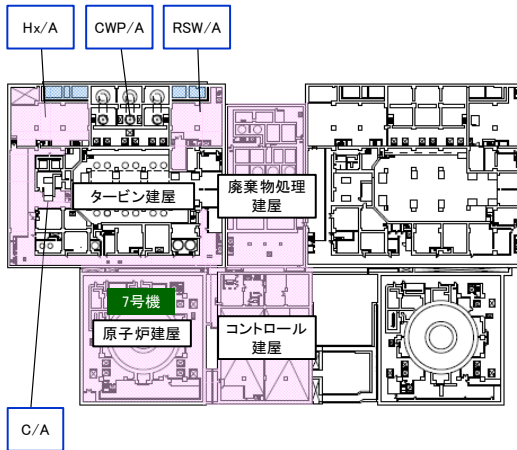 Hx/A
CWP/A
RSW/A
タービン建屋
廃棄物処理
建屋
7号機
原子炉建屋
コントロール
建屋
C/A